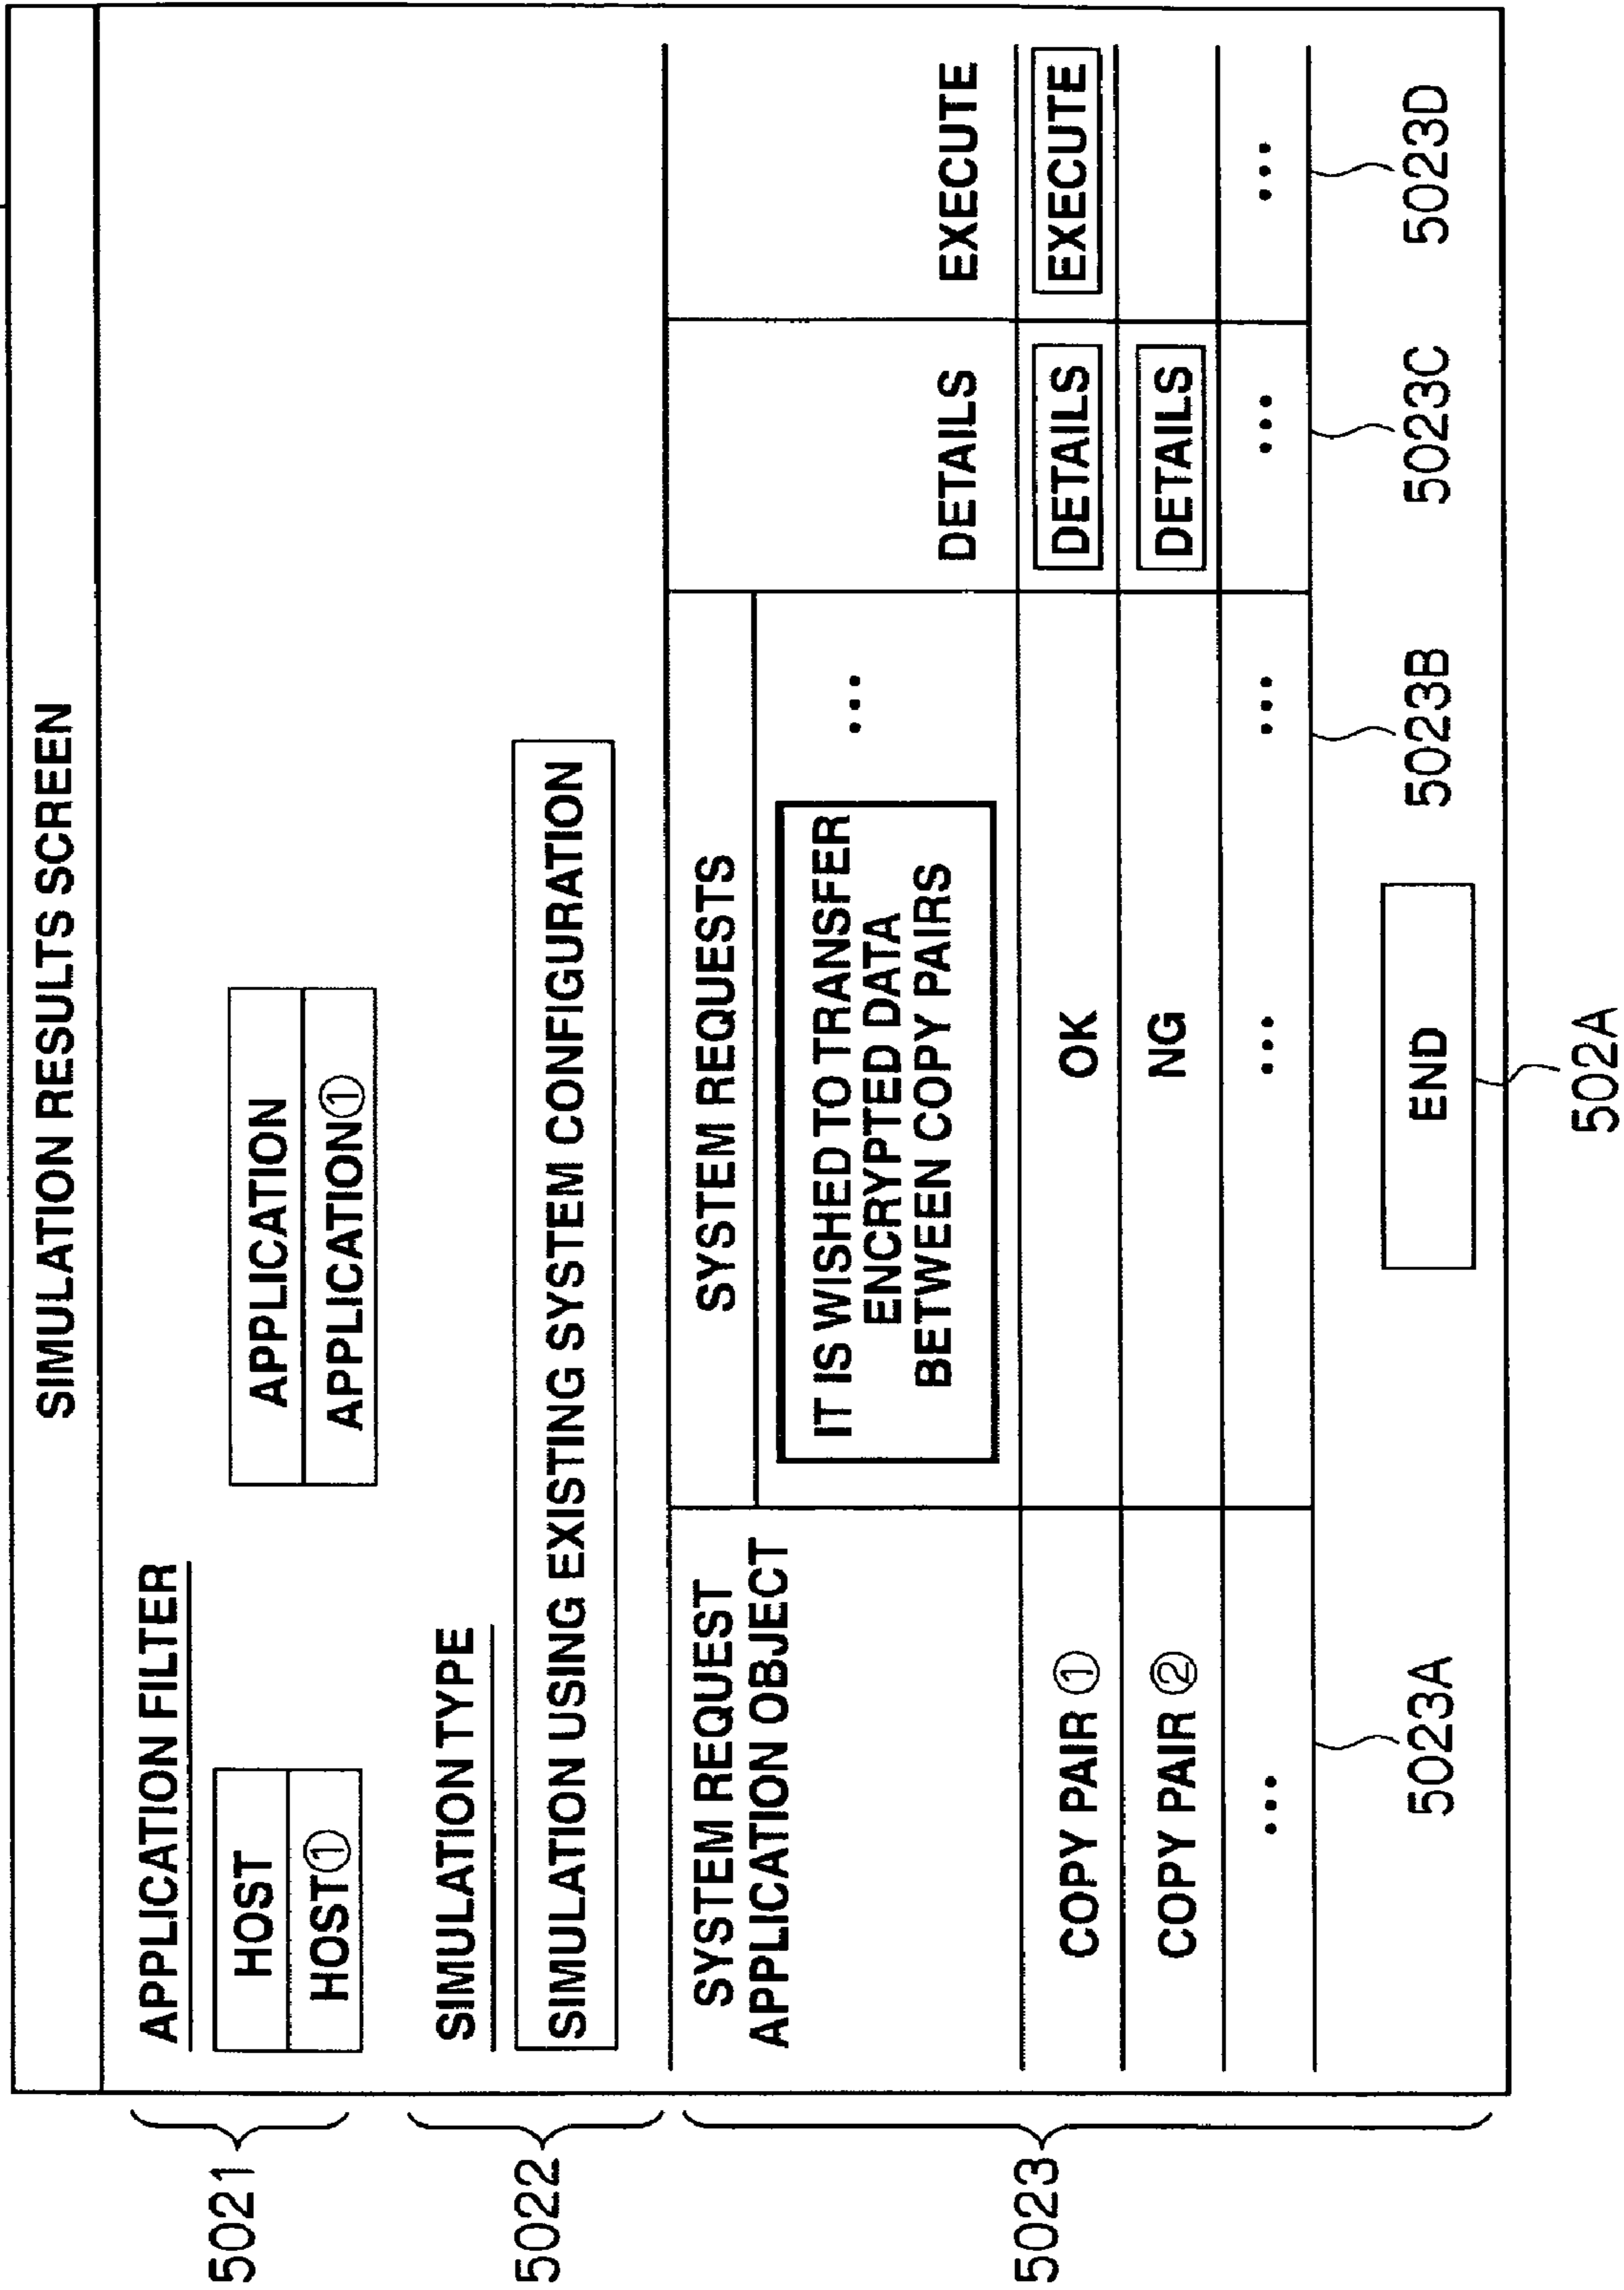 SIMULATION RESULTS SCREEN
5021
APPLICATION FILTER
HOST
HOST①
APPLICATION
APPLICATION①
5022
SIMULATION TYPE
SIMULATION USING EXISTING SYSTEM CONFIGURATION
5023
SYSTEM REQUEST
APPLICATION OBJECT
SYSTEM REQUESTS
IT IS WISHED TO TRANSFER
ENCRYPTED DATA
BETWEEN COPY PAIRS
...
DETAILS
EXECUTE
COPY PAIR ① OK DETAILS EXECUTE
COPY PAIR ② NG DETAILS
... ... ... ... ...
5023A
5023B
5023C
5023D
END
502A